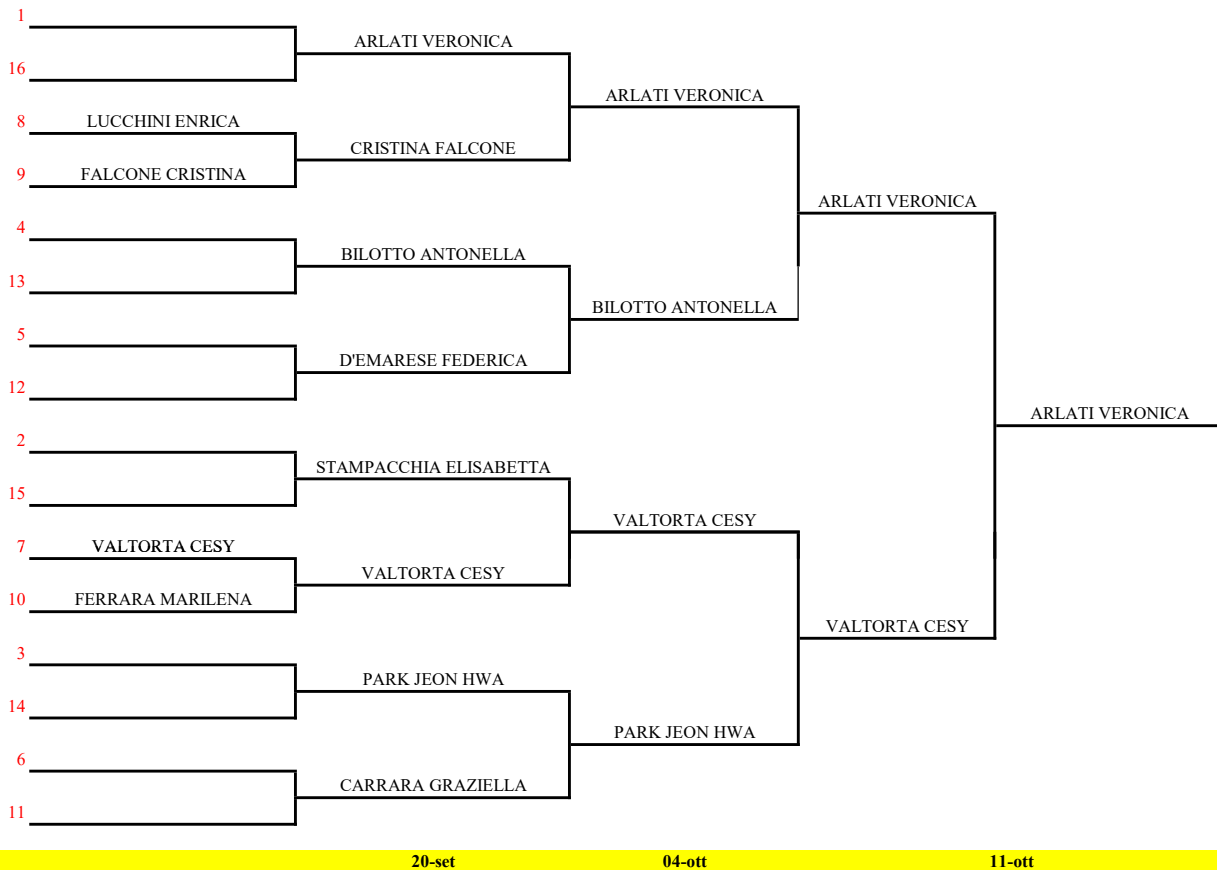 1
ARLATI VERONICA
16
ARLATI VERONICA
8 LUCCHINI ENRICA
CRISTINA FALCONE
9 FALCONE CRISTINA
ARLATI VERONICA
4
BILOTTO ANTONELLA
13
BILOTTO ANTONELLA
5
D'EMARESE FEDERICA
12
ARLATI VERONICA
2
STAMPACCHIA ELISABETTA
15
VALTORTA CESY
7 VALTORTA CESY
VALTORTA CESY
10 FERRARA MARILENA
VALTORTA CESY
3
PARK JEON HWA
14
PARK JEON HWA
6
CARRARA GRAZIELLA
11
20-set 04-ott 11-ott